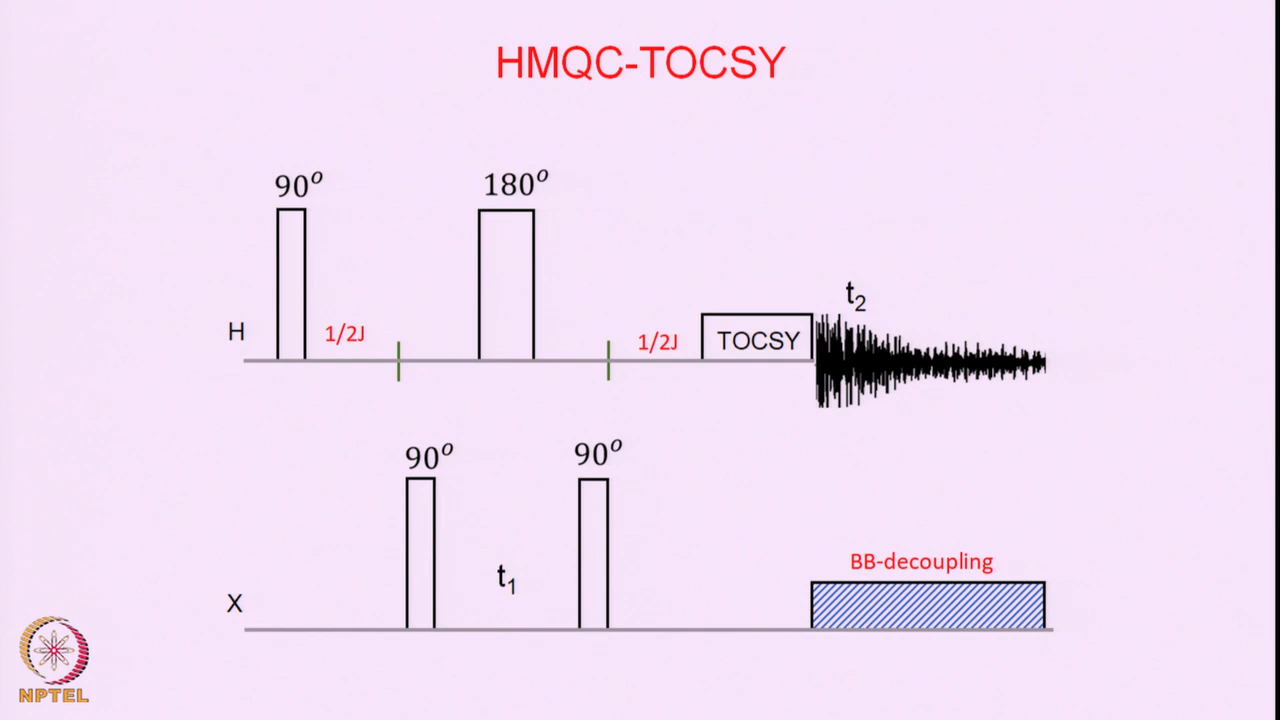 HMQC-TOCSY
90° 180°
t₂
H 1/2J 1/2J TOCSY
90° 90°
BB-decoupling
t₁
X
NPTEL